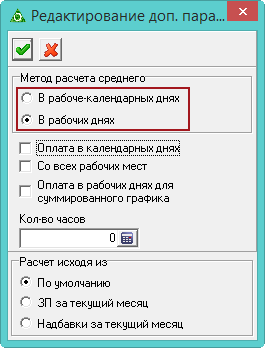 Редактирование доп. пара...
Метод расчета среднего
В рабоче-календарных днях
В рабочих днях
Оплата в календарных днях
Со всех рабочих мест
Оплата в рабочих днях для
суммированного графика
Кол-во часов
0
Расчет исходя из
По умолчанию
ЗП за текущий месяц
Надбавки за текущий месяц